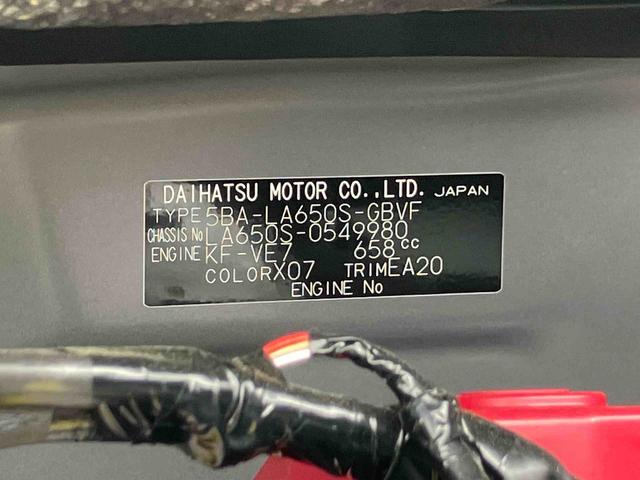 DAIHATSU MOTOR CO.,LTD. JAPAN
TYPE 5BA-LA650S-GBVF
CHASSIS No LA650S-0549980
ENGINE KF-VE7 658cc
COLOR X07 TRIM EA20
ENGINE No